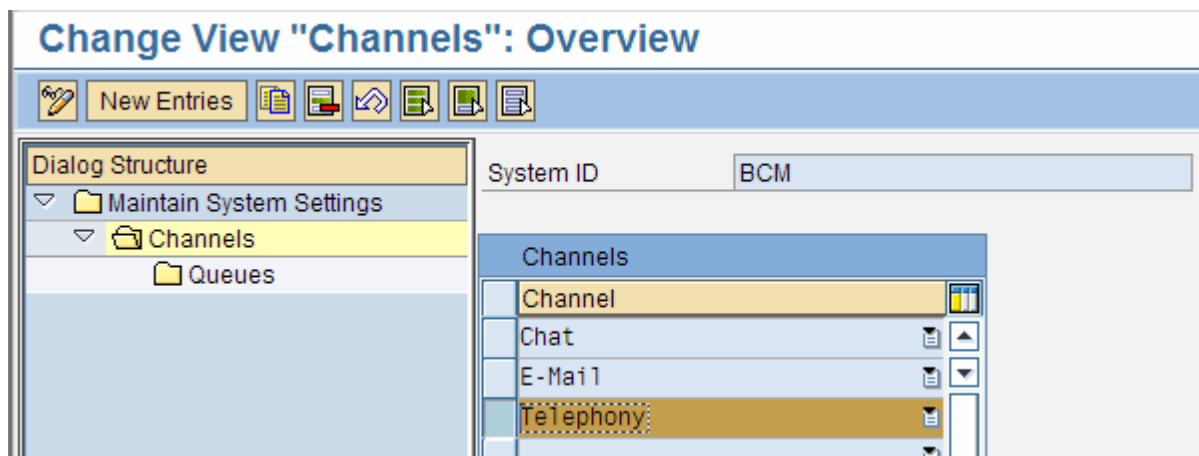 Change View "Channels": Overview
New Entries
Dialog Structure
Maintain System Settings
Channels
Queues
System ID BCM
Channels
Channel
Chat
E-Mail
Telephony